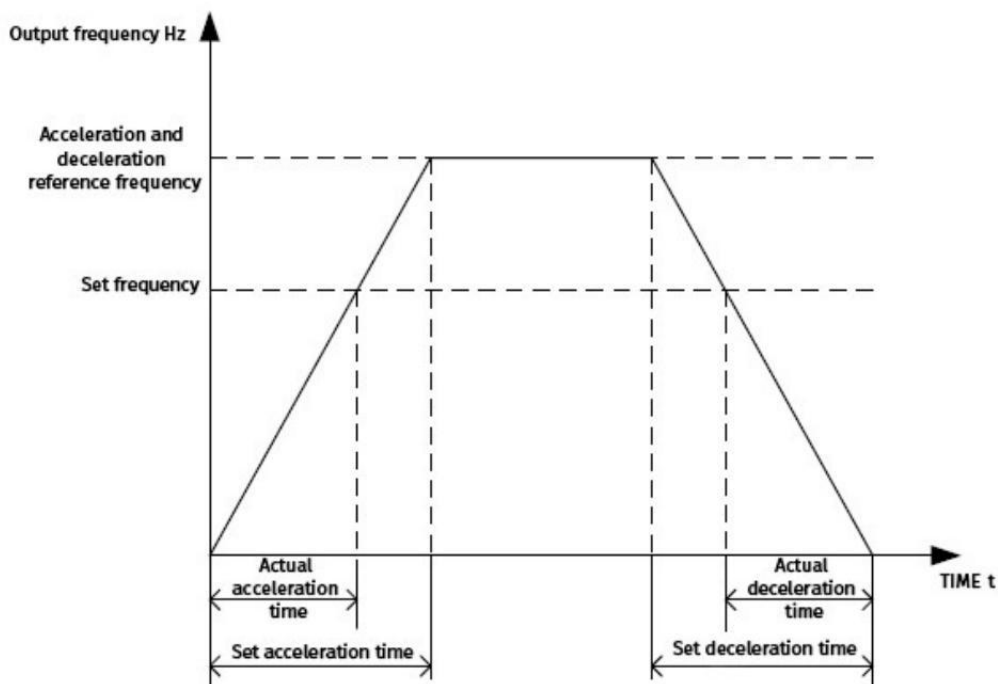 Output frequency Hz
Acceleration and
deceleration
reference frequency
Set frequency
Actual
acceleration
time
Actual
deceleration
time
TIME t
Set acceleration time
Set deceleration time